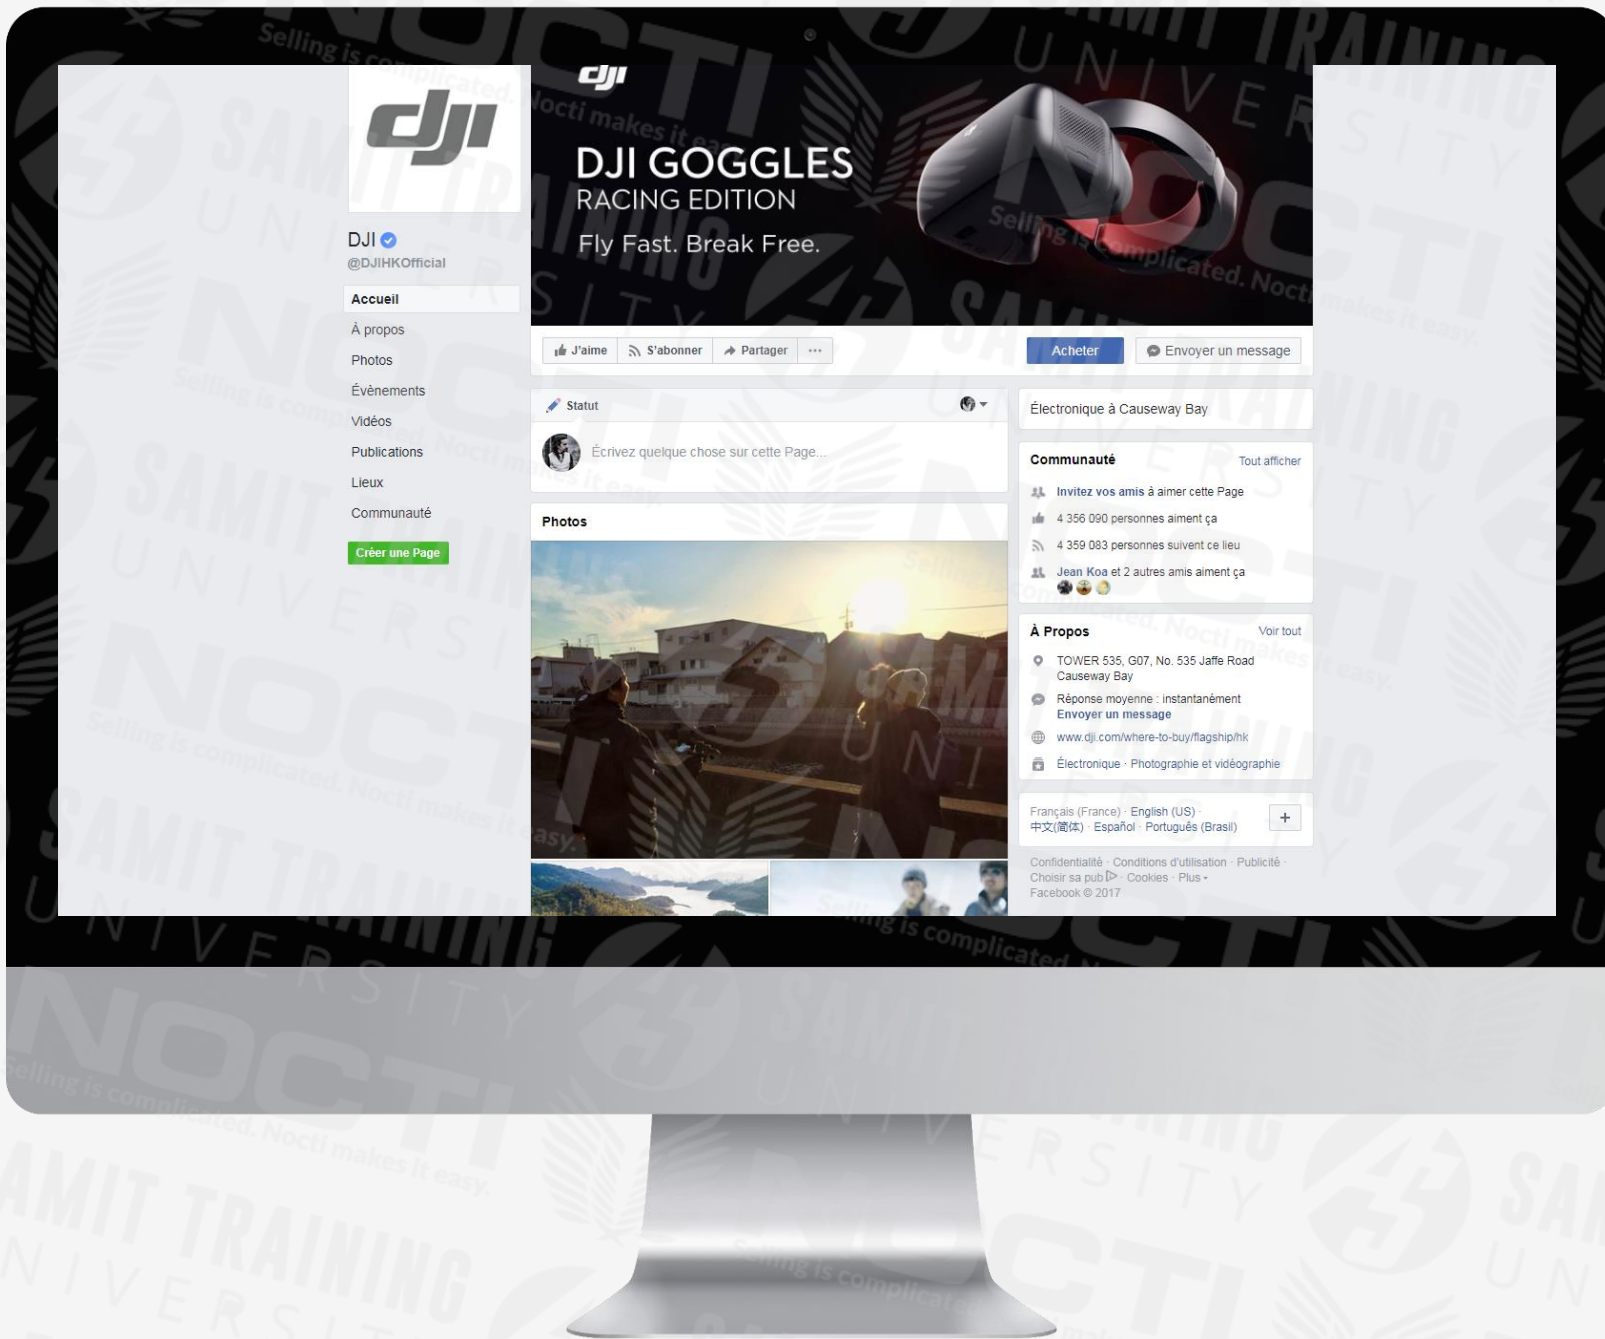 dji
DJI
@DJIHKOfficial
Accueil
À propos
Photos
Évènements
Vidéos
Publications
Lieux
Communauté
Créer une Page
dji
DJI GOGGLES
RACING EDITION
Fly Fast. Break Free.
J'aime
S'abonner
Partager
...
Acheter
Envoyer un message
Statut
Écrivez quelque chose sur cette Page...
Photos
Électronique à Causeway Bay
Communauté
Tout afficher
Invitez vos amis à aimer cette Page
4 356 090 personnes aiment ça
4 359 083 personnes suivent ce lieu
Jean Koa et 2 autres amis aiment ça
À Propos
Voir tout
TOWER 535, G07, No. 535 Jaffe Road
Causeway Bay
Réponse moyenne : instantanément
Envoyer un message
www.dji.com/where-to-buy/flagship/hk
Électronique · Photographie et vidéographie
Français (France) · English (US) ·
中文(简体) · Español · Português (Brasil)
+
Confidentialité · Conditions d'utilisation · Publicité ·
Choisir sa pub · Cookies · Plus
Facebook © 2017
SAMIT TRAINING
UNIVERSITY
NOCTI
Selling is complicated. Nocti makes it easy.